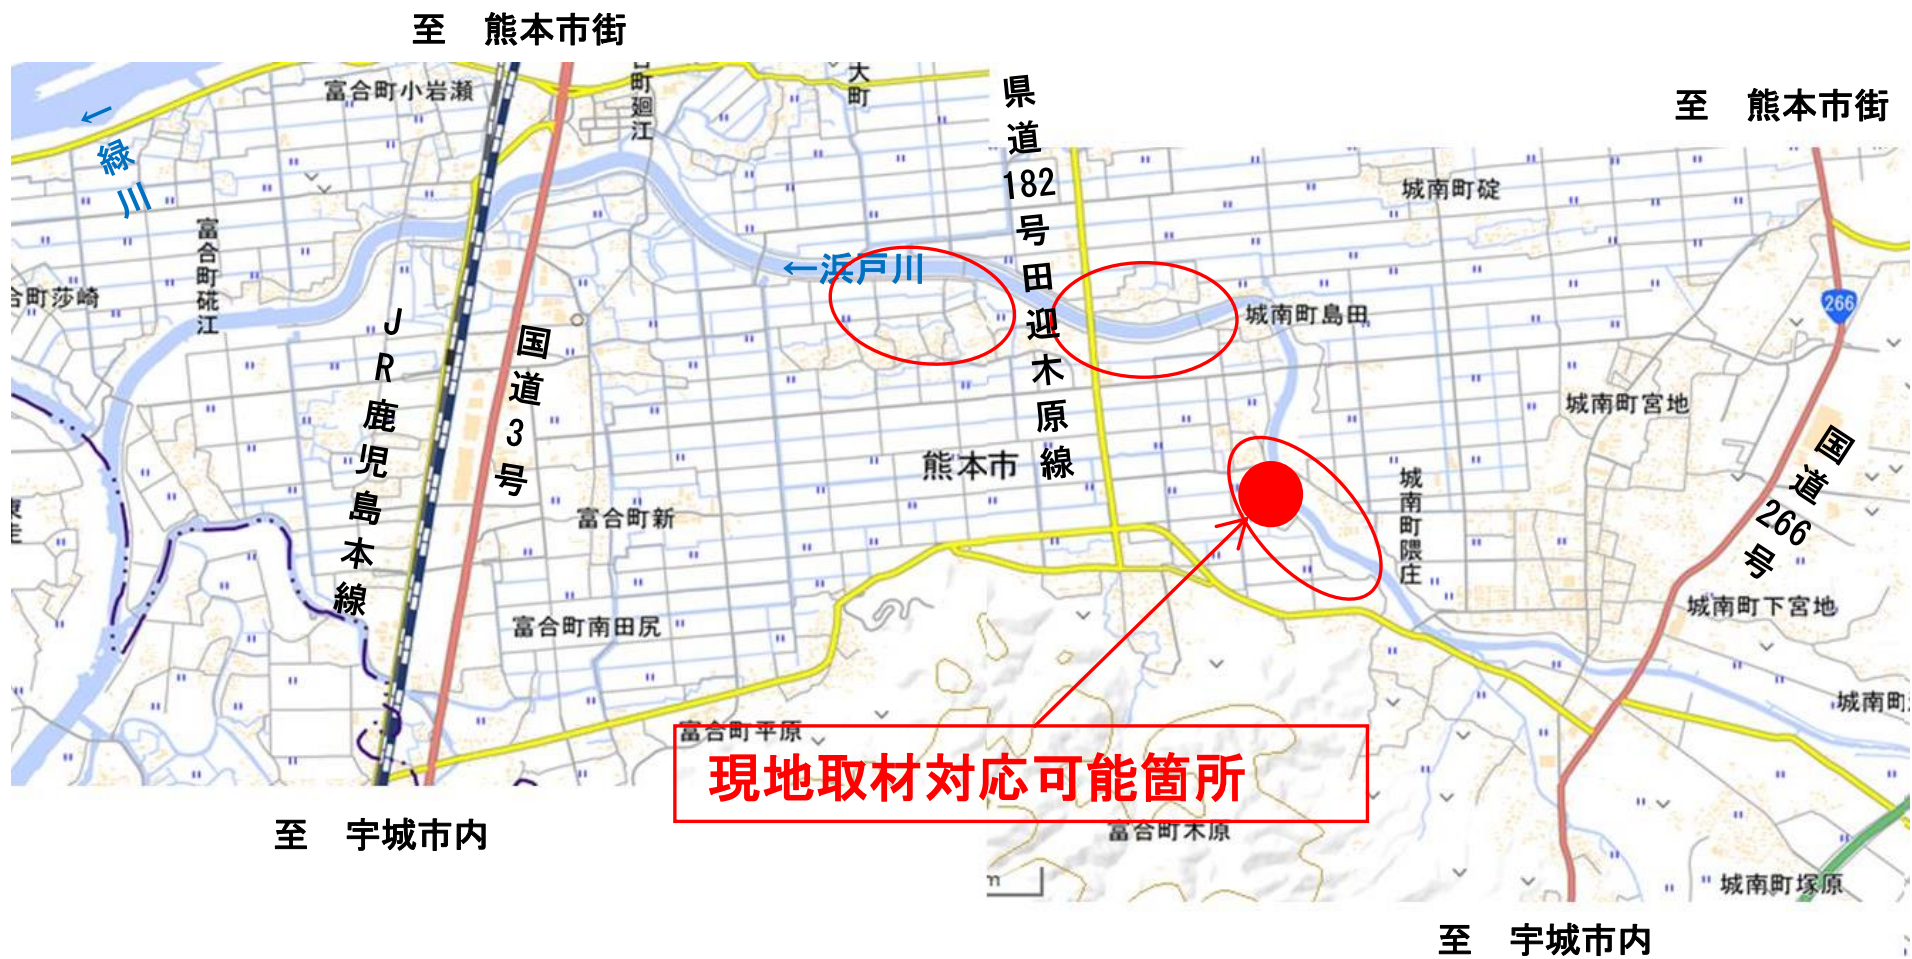 至　熊本市街
至　熊本市街
富合町小岩瀬
町廻江
大町
←
緑川
県道182号田迎木原線
城南町碇
富合町硴江
合町莎崎
←浜戸川
城南町島田
266
JR鹿児島本線
国道3号
城南町宮地
国道266号
熊本市
城南町隈庄
富合町新
富合町南田尻
城南町下宮地
城南町
富合町平原
現地取材対応可能箇所
富合町木原
m
城南町塚原
至　宇城市内
至　宇城市内